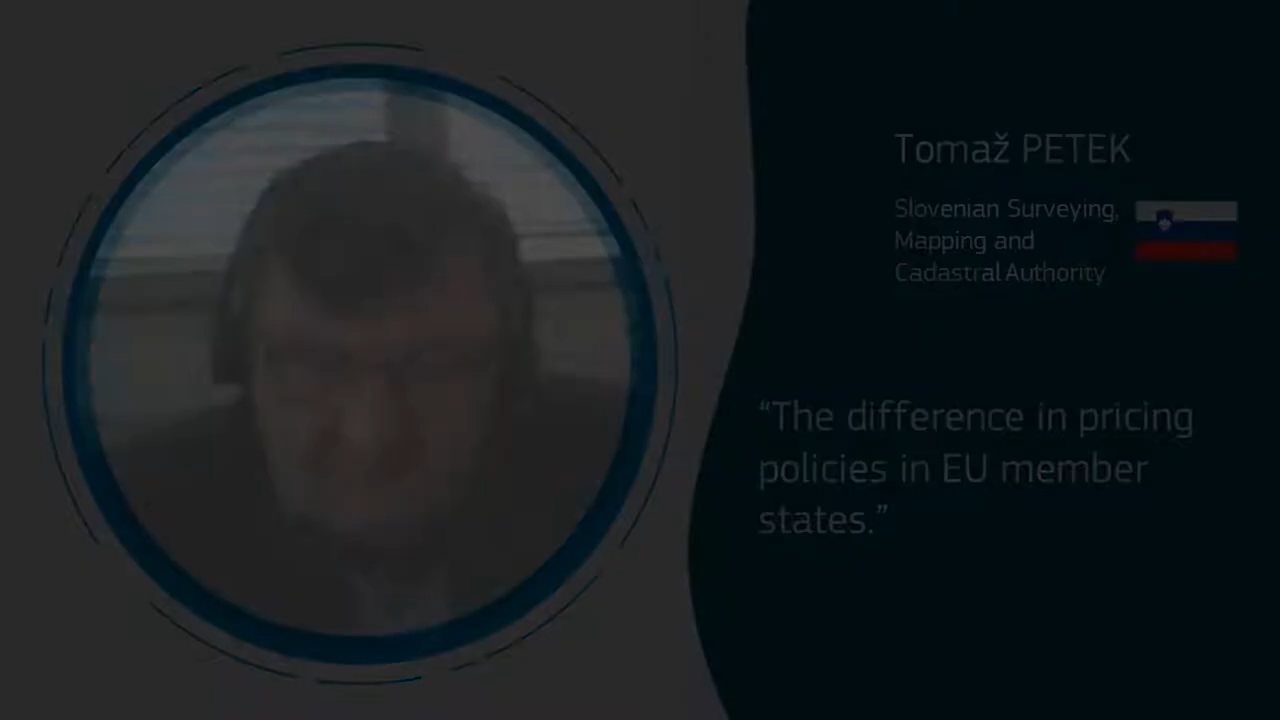 Tomaž PETEK
Slovenian Surveying,
Mapping and
Cadastral Authority
“The difference in pricing
policies in EU member
states.”